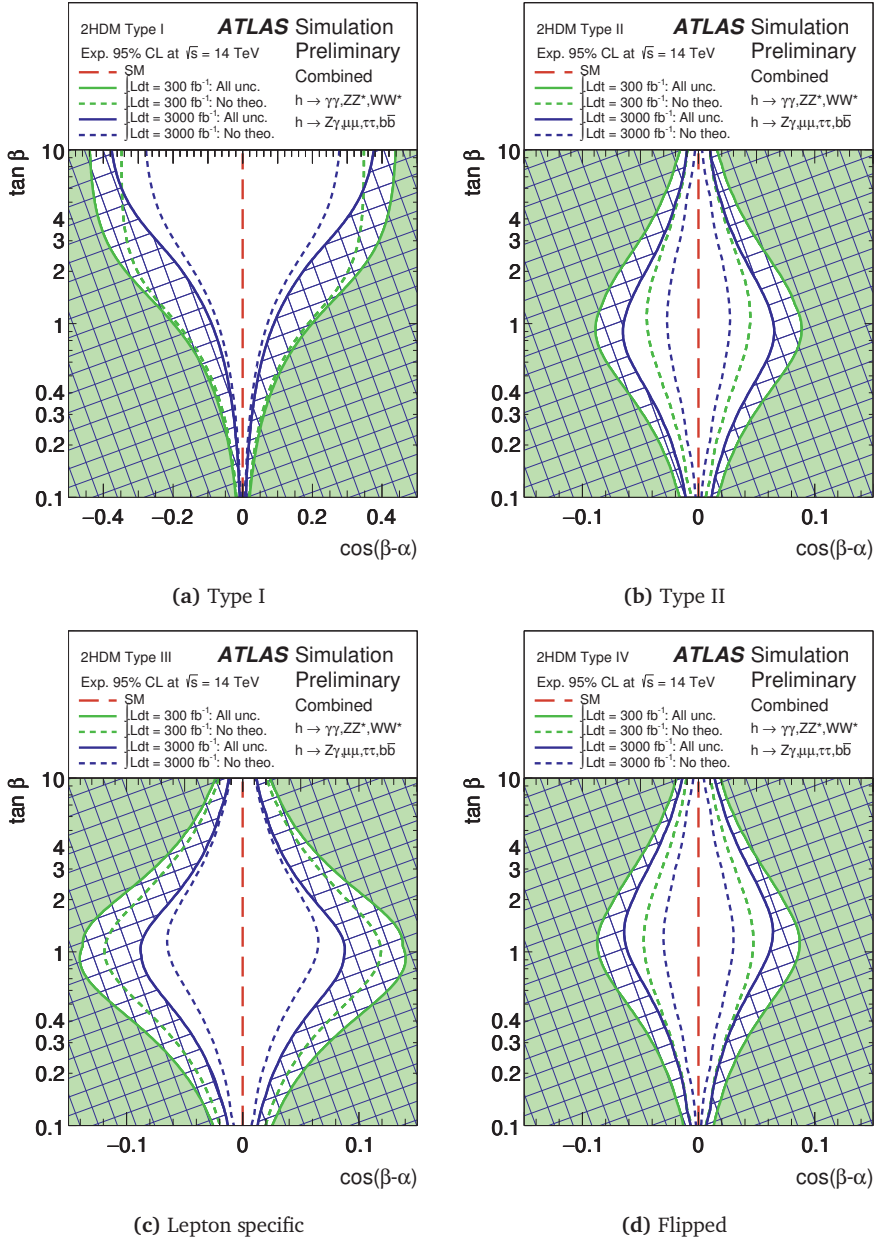 2HDM Type I ATLAS Simulation
Exp. 95% CL at √s = 14 TeV Preliminary
SM Combined
∫Ldt = 300 fb⁻¹: All unc.
∫Ldt = 300 fb⁻¹: No theo. h → γγ,ZZ*,WW*
∫Ldt = 3000 fb⁻¹: All unc. h → Zγ,μμ,ττ,bb̅
∫Ldt = 3000 fb⁻¹: No theo.
tan β
10
4
3
2
1
0.4
0.3
0.2
0.1
−0.4 −0.2 0 0.2 0.4
cos(β-α)
(a) Type I
2HDM Type II ATLAS Simulation
Exp. 95% CL at √s = 14 TeV Preliminary
SM Combined
∫Ldt = 300 fb⁻¹: All unc.
∫Ldt = 300 fb⁻¹: No theo. h → γγ,ZZ*,WW*
∫Ldt = 3000 fb⁻¹: All unc. h → Zγ,μμ,ττ,bb̅
∫Ldt = 3000 fb⁻¹: No theo.
tan β
10
4
3
2
1
0.4
0.3
0.2
0.1
−0.1 0 0.1
cos(β-α)
(b) Type II
2HDM Type III ATLAS Simulation
Exp. 95% CL at √s = 14 TeV Preliminary
SM Combined
∫Ldt = 300 fb⁻¹: All unc.
∫Ldt = 300 fb⁻¹: No theo. h → γγ,ZZ*,WW*
∫Ldt = 3000 fb⁻¹: All unc. h → Zγ,μμ,ττ,bb̅
∫Ldt = 3000 fb⁻¹: No theo.
tan β
10
4
3
2
1
0.4
0.3
0.2
0.1
−0.1 0 0.1
cos(β-α)
(c) Lepton specific
2HDM Type IV ATLAS Simulation
Exp. 95% CL at √s = 14 TeV Preliminary
SM Combined
∫Ldt = 300 fb⁻¹: All unc.
∫Ldt = 300 fb⁻¹: No theo. h → γγ,ZZ*,WW*
∫Ldt = 3000 fb⁻¹: All unc. h → Zγ,μμ,ττ,bb̅
∫Ldt = 3000 fb⁻¹: No theo.
tan β
10
4
3
2
1
0.4
0.3
0.2
0.1
−0.1 0 0.1
cos(β-α)
(d) Flipped